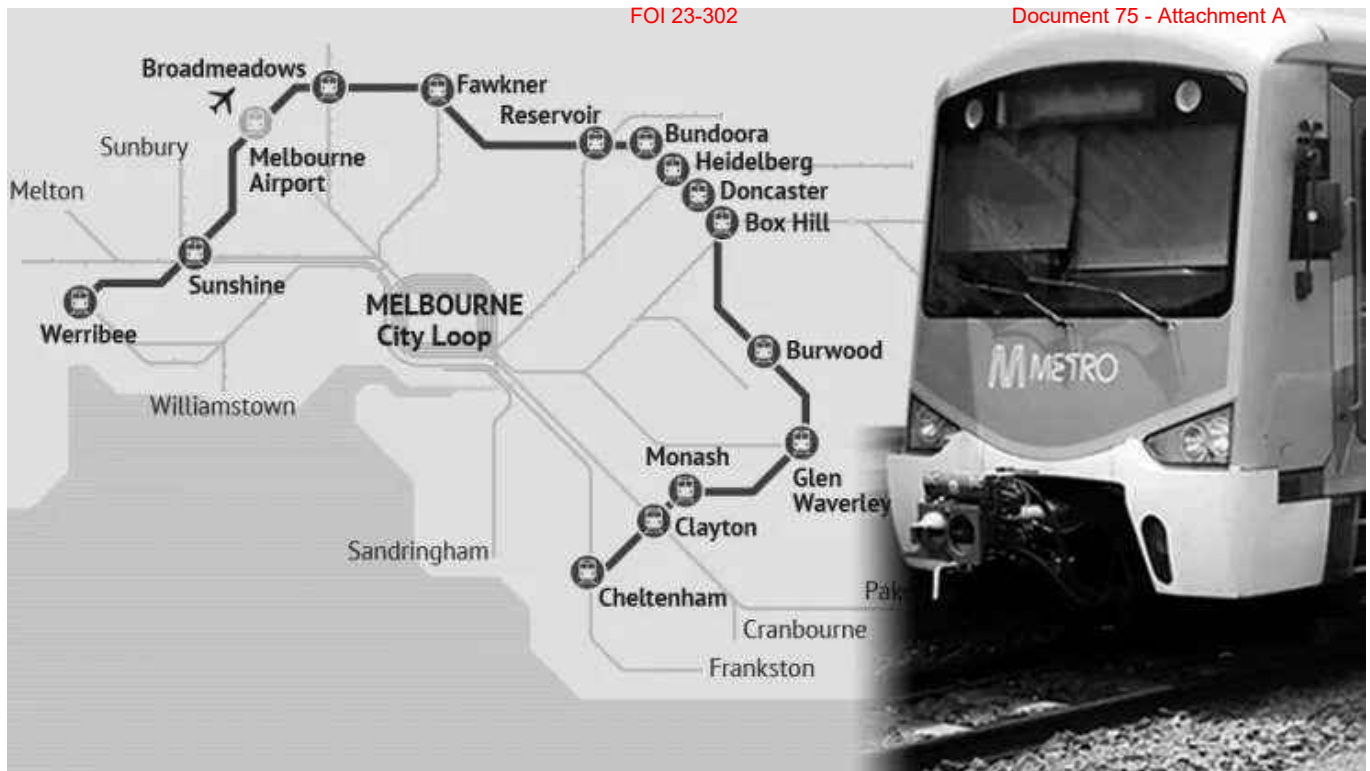 FOI 23-302
Document 75 - Attachment A
Broadmeadows
Fawkner
Reservoir
Bundoora
Sunbury
Melbourne
Airport
Heidelberg
Melton
Doncaster
Box Hill
Sunshine
MELBOURNE
City Loop
Werribee
Burwood
METRO
Williamstown
Monash
Glen
Waverley
Clayton
Sandringham
Cheltenham
Pak
Cranbourne
Frankston